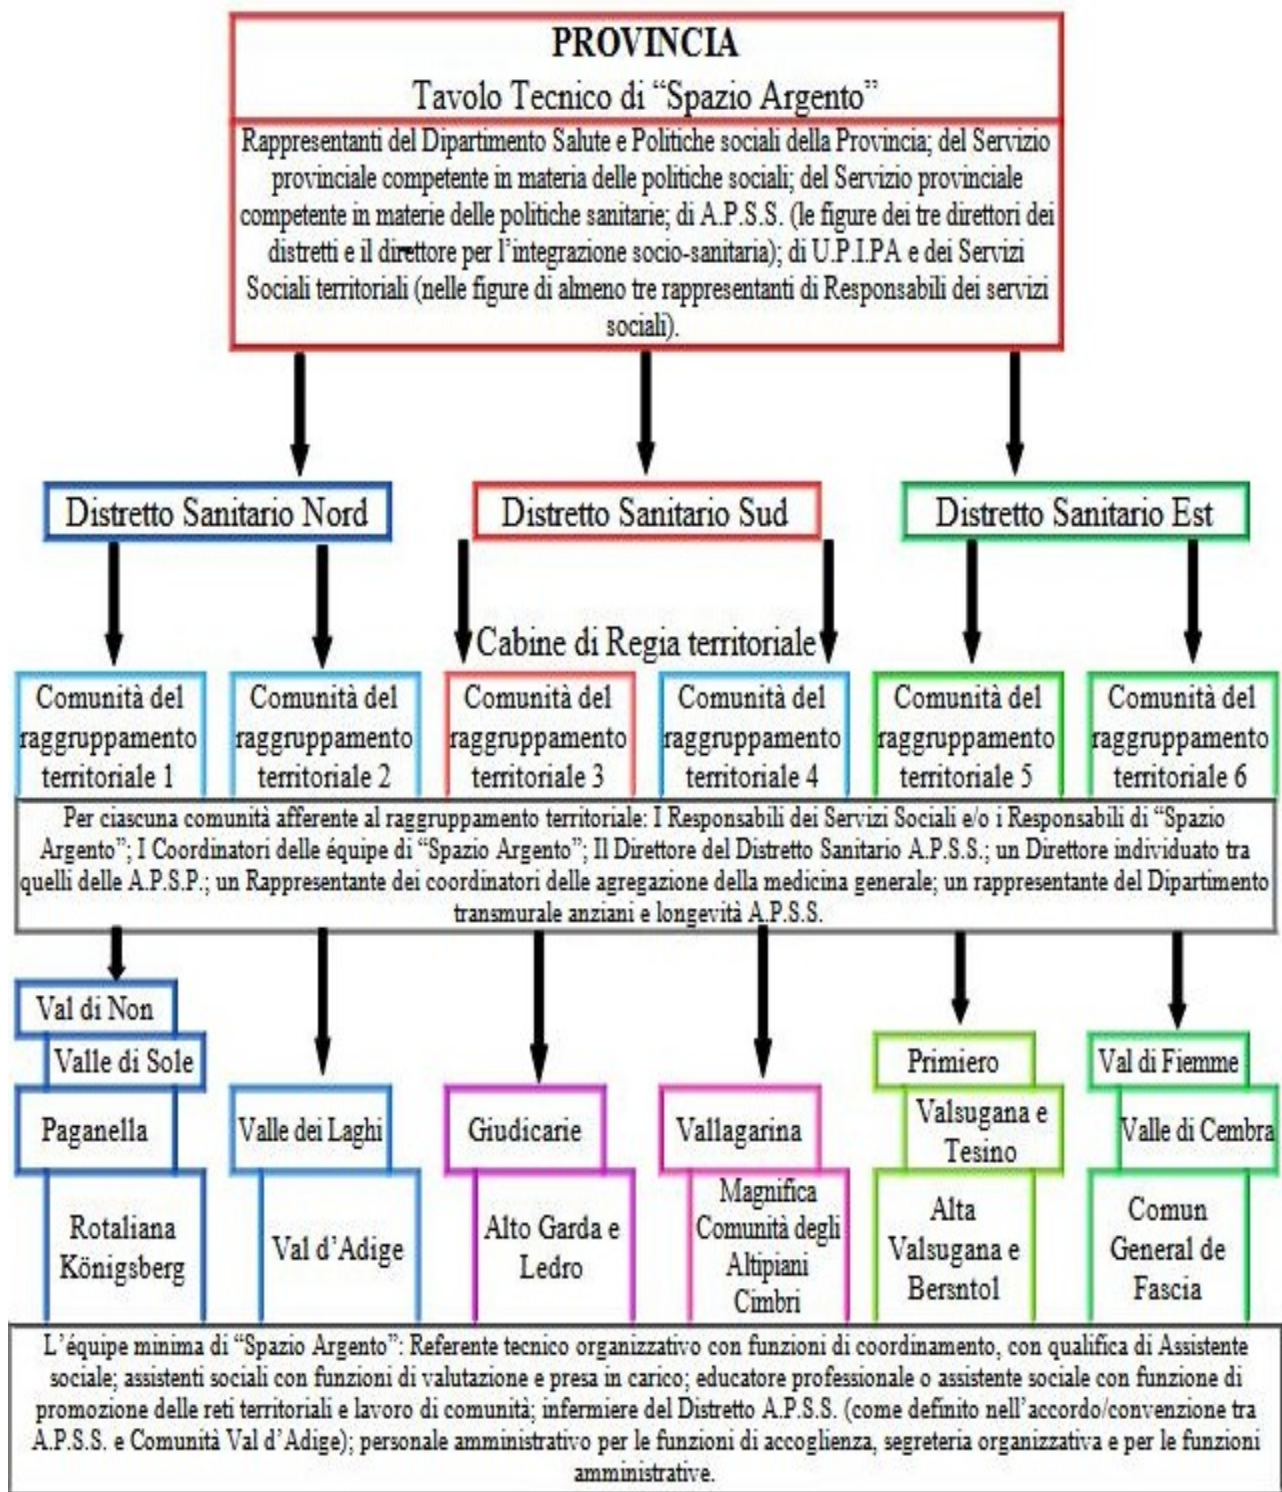 PROVINCIA
Tavolo Tecnico di “Spazio Argento”
Rappresentanti del Dipartimento Salute e Politiche sociali della Provincia; del Servizio
provinciale competente in materia delle politiche sociali; del Servizio provinciale
competente in materie delle politiche sanitarie; di A.P.S.S. (le figure dei tre direttori dei
distretti e il direttore per l’integrazione socio-sanitaria); di U.P.I.PA e dei Servizi
Sociali territoriali (nelle figure di almeno tre rappresentanti di Responsabili dei servizi
sociali).
Distretto Sanitario Nord
Distretto Sanitario Sud
Distretto Sanitario Est
Cabine di Regia territoriale
Comunità del
raggruppamento
territoriale 1
Comunità del
raggruppamento
territoriale 2
Comunità del
raggruppamento
territoriale 3
Comunità del
raggruppamento
territoriale 4
Comunità del
raggruppamento
territoriale 5
Comunità del
raggruppamento
territoriale 6
Per ciascuna comunità afferente al raggruppamento territoriale: I Responsabili dei Servizi Sociali e/o i Responsabili di “Spazio
Argento”; I Coordinatori delle équipe di “Spazio Argento”; Il Direttore del Distretto Sanitario A.P.S.S.; un Direttore individuato tra
quelli delle A.P.S.P.; un Rappresentante dei coordinatori delle agregazione della medicina generale; un rappresentante del Dipartimento
transmurale anziani e longevità A.P.S.S.
Val di Non
Valle di Sole
Paganella
Rotaliana
Königsberg
Valle dei Laghi
Val d’Adige
Giudicarie
Alto Garda e
Ledro
Vallagarina
Magnifica
Comunità degli
Altipiani
Cimbri
Primiero
Valsugana e
Tesino
Alta
Valsugana e
Bersntol
Val di Fiemme
Valle di Cembra
Comun
General de
Fascia
L’équipe minima di “Spazio Argento”: Referente tecnico organizzativo con funzioni di coordinamento, con qualifica di Assistente
sociale; assistenti sociali con funzioni di valutazione e presa in carico; educatore professionale o assistente sociale con funzione di
promozione delle reti territoriali e lavoro di comunità; infermiere del Distretto A.P.S.S. (come definito nell’accordo/convenzione tra
A.P.S.S. e Comunità Val d’Adige); personale amministrativo per le funzioni di accoglienza, segreteria organizzativa e per le funzioni
amministrative.